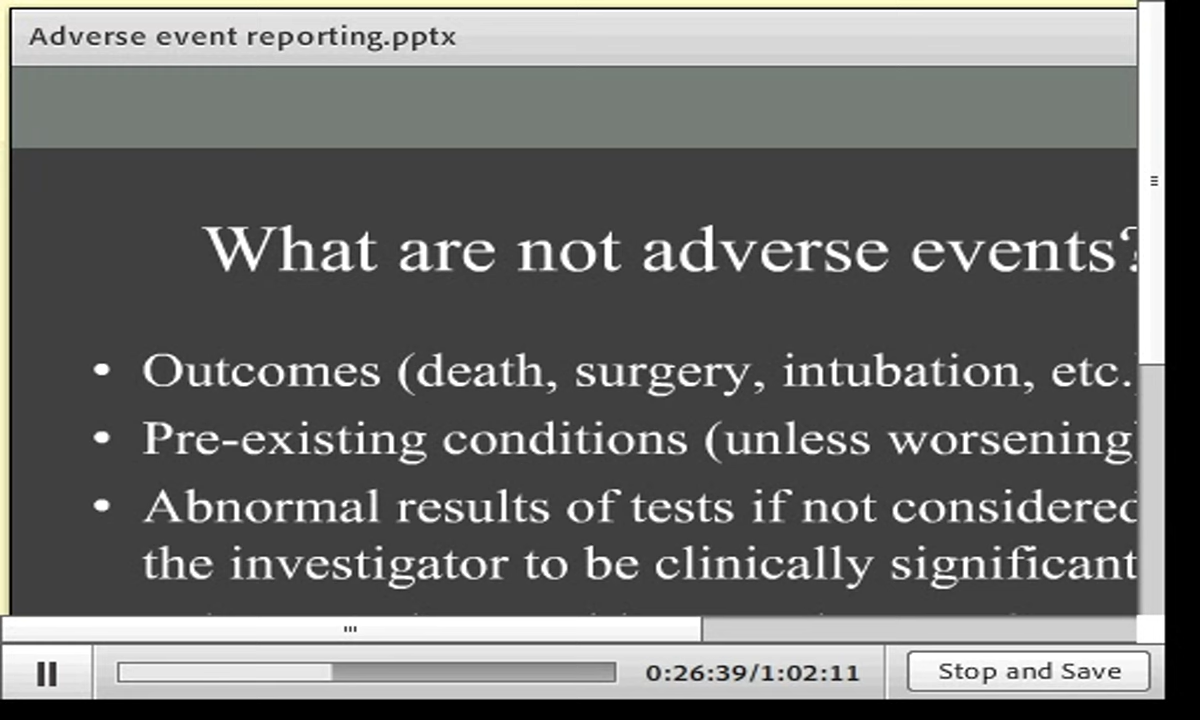 Adverse event reporting.pptx
What are not adverse events?
• Outcomes (death, surgery, intubation, etc.
• Pre-existing conditions (unless worsening)
• Abnormal results of tests if not considered
the investigator to be clinically significant
0:26:39/1:02:11
Stop and Save